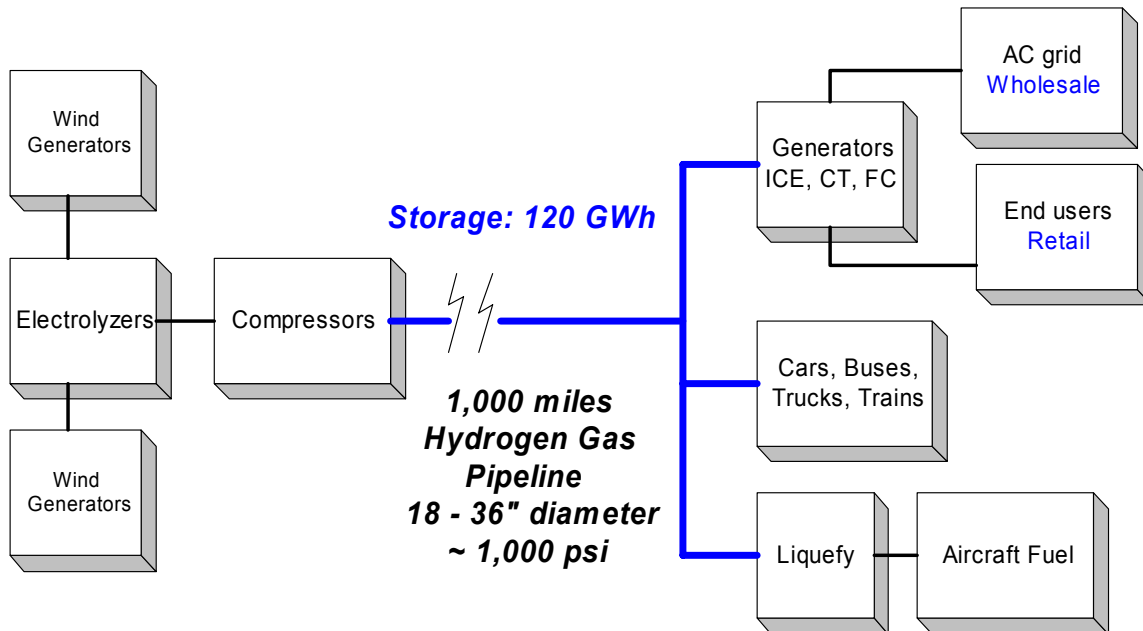 Wind
Generators
Electrolyzers
Wind
Generators
Compressors
Storage: 120 GWh
1,000 miles
Hydrogen Gas
Pipeline
18 - 36" diameter
~ 1,000 psi
Generators
ICE, CT, FC
AC grid
Wholesale
End users
Retail
Cars, Buses,
Trucks, Trains
Liquefy
Aircraft Fuel